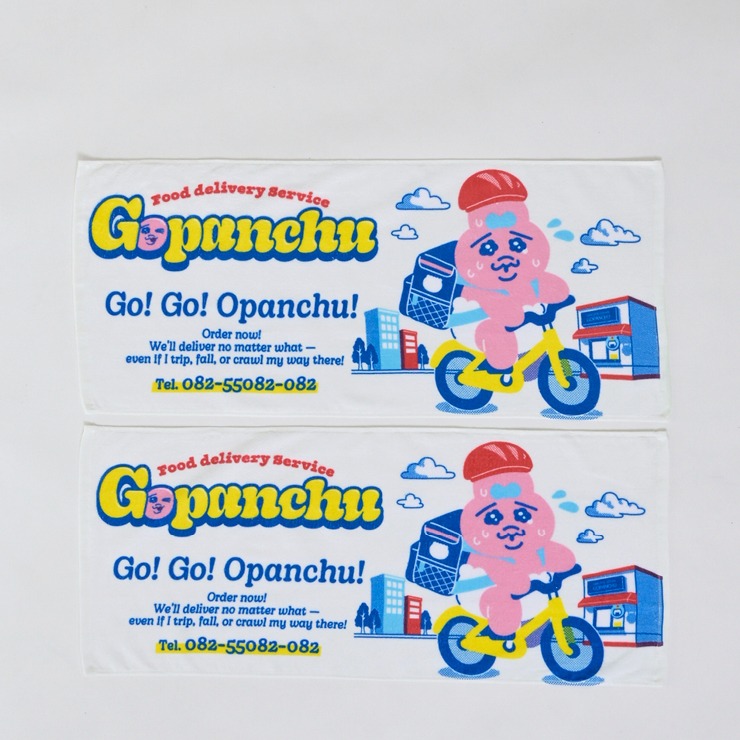 Food delivery Service
Gopanchu
Go! Go! Opanchu!
Order now!
We'll deliver no matter what —
even if I trip, fall, or crawl my way there!
Tel. 082-55082-082
Food delivery Service
Gopanchu
Go! Go! Opanchu!
Order now!
We'll deliver no matter what —
even if I trip, fall, or crawl my way there!
Tel. 082-55082-082